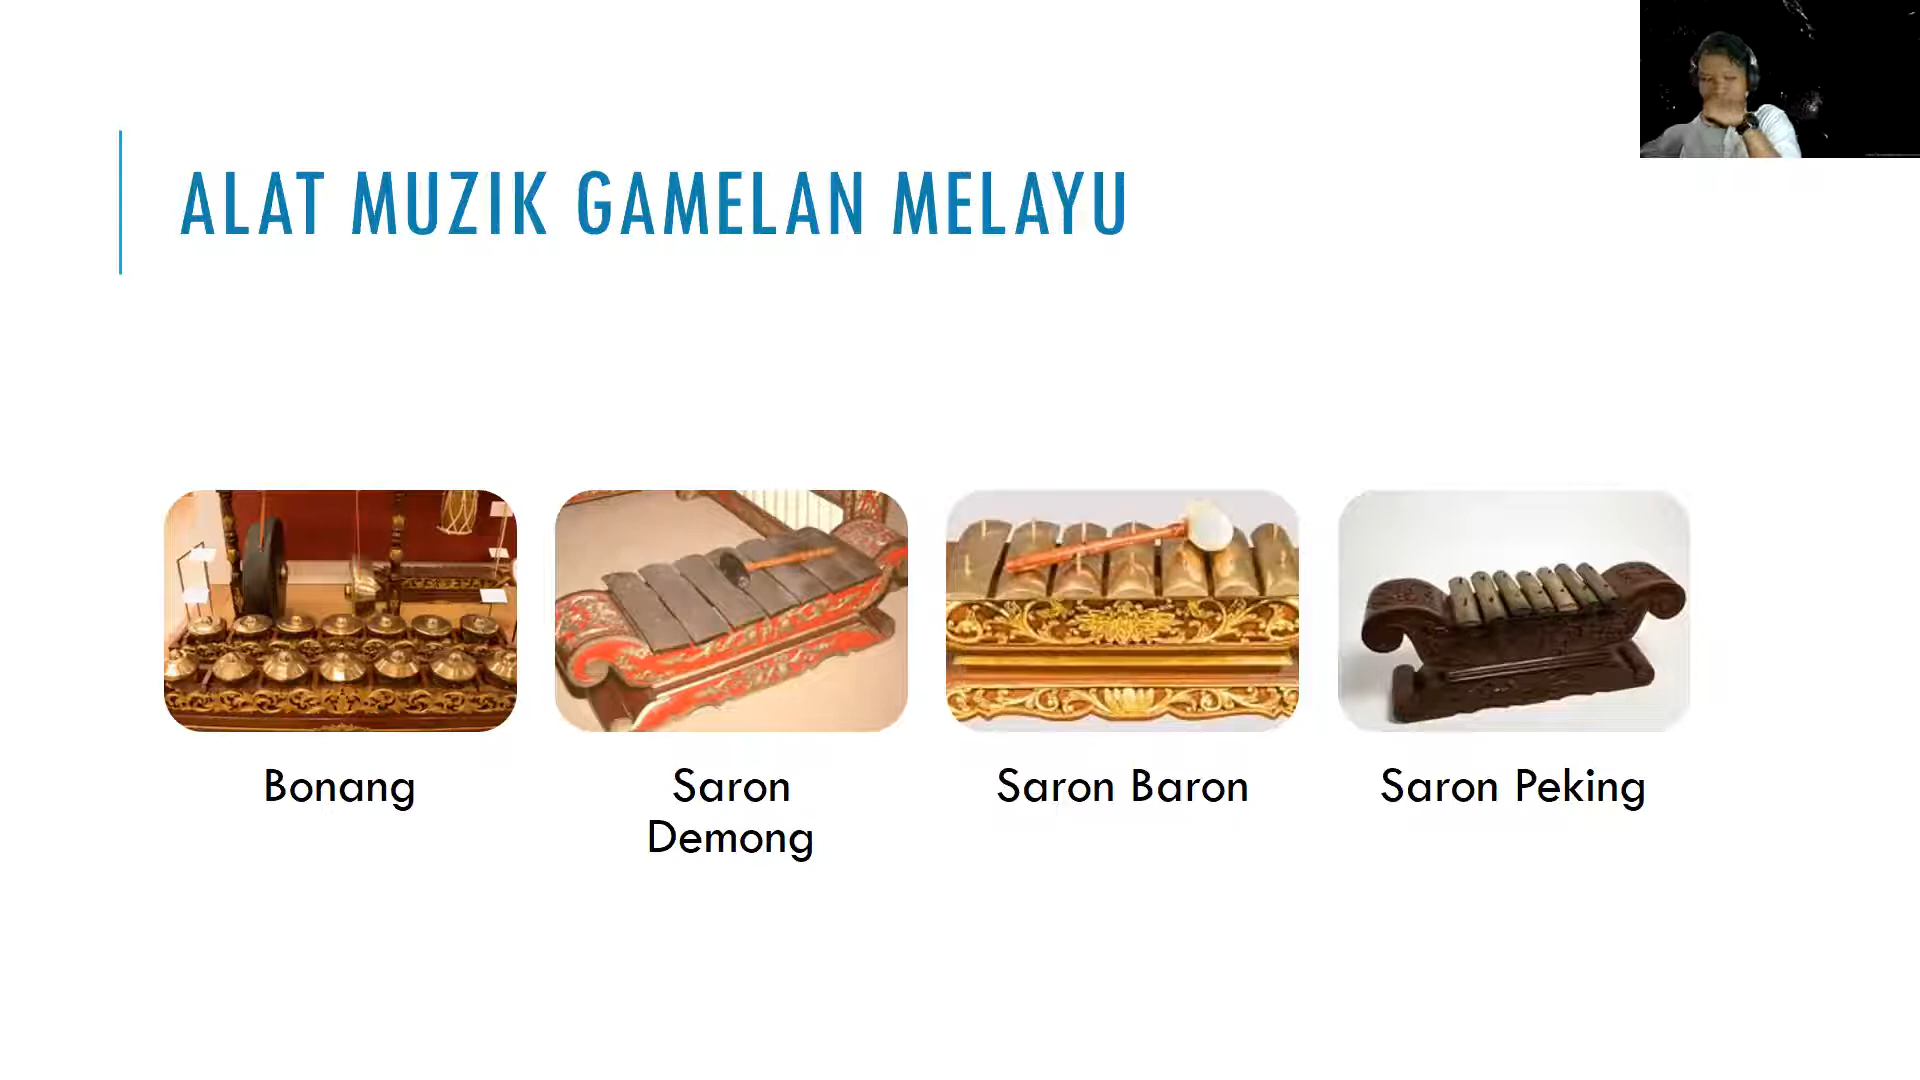 ALAT MUZIK GAMELAN MELAYU
Bonang
Saron
Demong
Saron Baron
Saron Peking